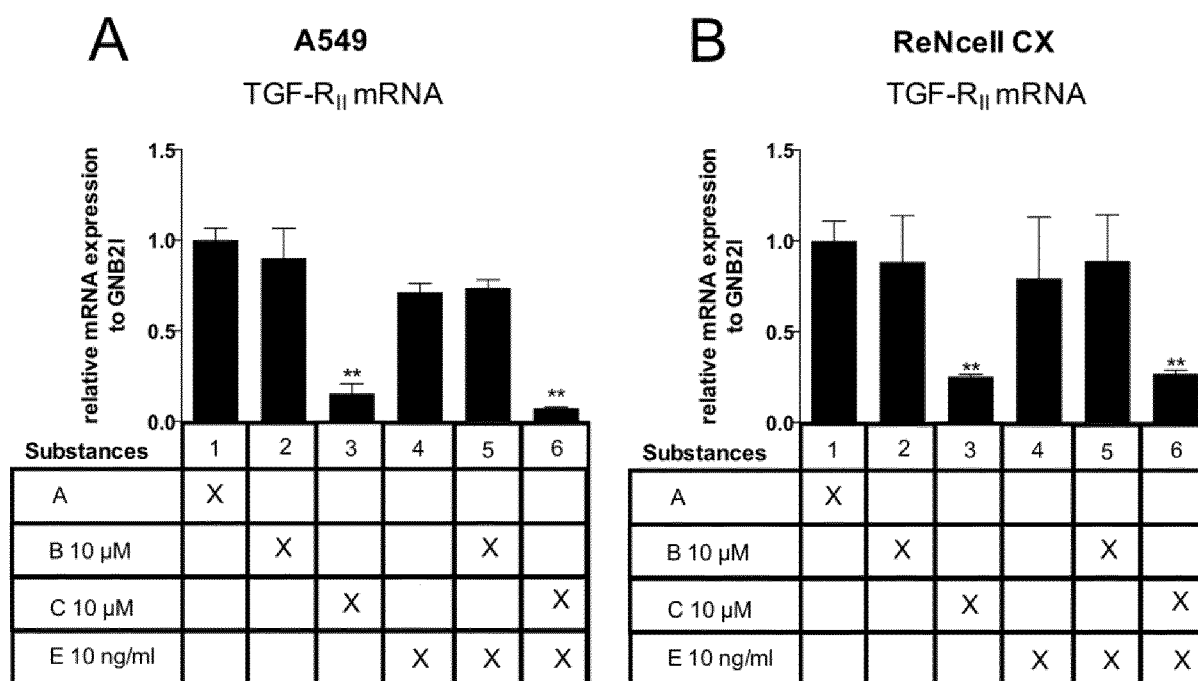 A A549
TGF-RII mRNA
relative mRNA expression
to GNB2I
1.5
1.0
0.5
0.0
**
**
Substances 1 2 3 4 5 6
A X
B 10 µM X X
C 10 µM X X
E 10 ng/ml X X X
B ReNcell CX
TGF-RII mRNA
relative mRNA expression
to GNB2I
1.5
1.0
0.5
0.0
**
**
Substances 1 2 3 4 5 6
A X
B 10 µM X X
C 10 µM X X
E 10 ng/ml X X X